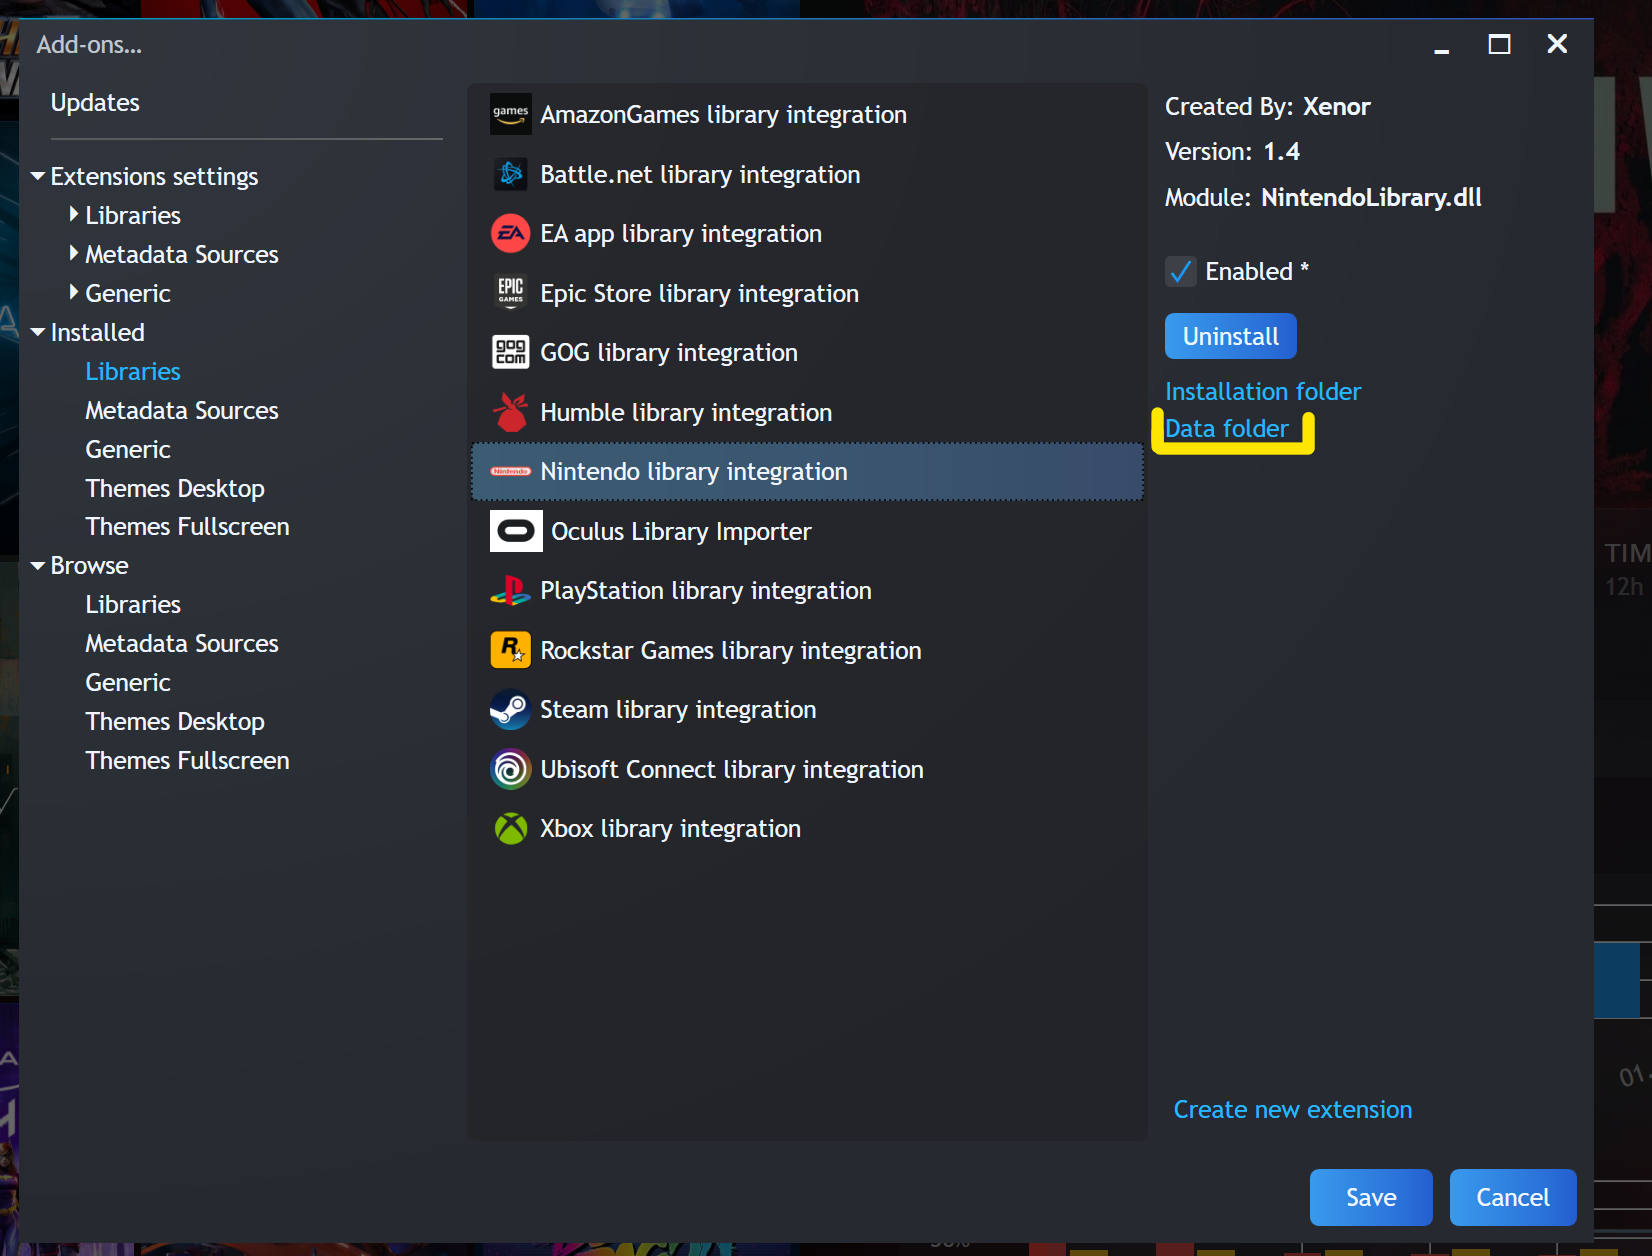 Add-ons...
Updates
Extensions settings
Libraries
Metadata Sources
Generic
Installed
Libraries
Metadata Sources
Generic
Themes Desktop
Themes Fullscreen
Browse
Libraries
Metadata Sources
Generic
Themes Desktop
Themes Fullscreen
games AmazonGames library integration
Battle.net library integration
EA EA app library integration
EPIC GAMES Epic Store library integration
gog com GOG library integration
Humble library integration
Nintendo Nintendo library integration
Oculus Library Importer
PlayStation library integration
R Rockstar Games library integration
Steam library integration
Ubisoft Connect library integration
Xbox library integration
Created By: Xenor
Version: 1.4
Module: NintendoLibrary.dll
Enabled *
Uninstall
Installation folder
Data folder
Create new extension
Save
Cancel
TIM
12h
01.